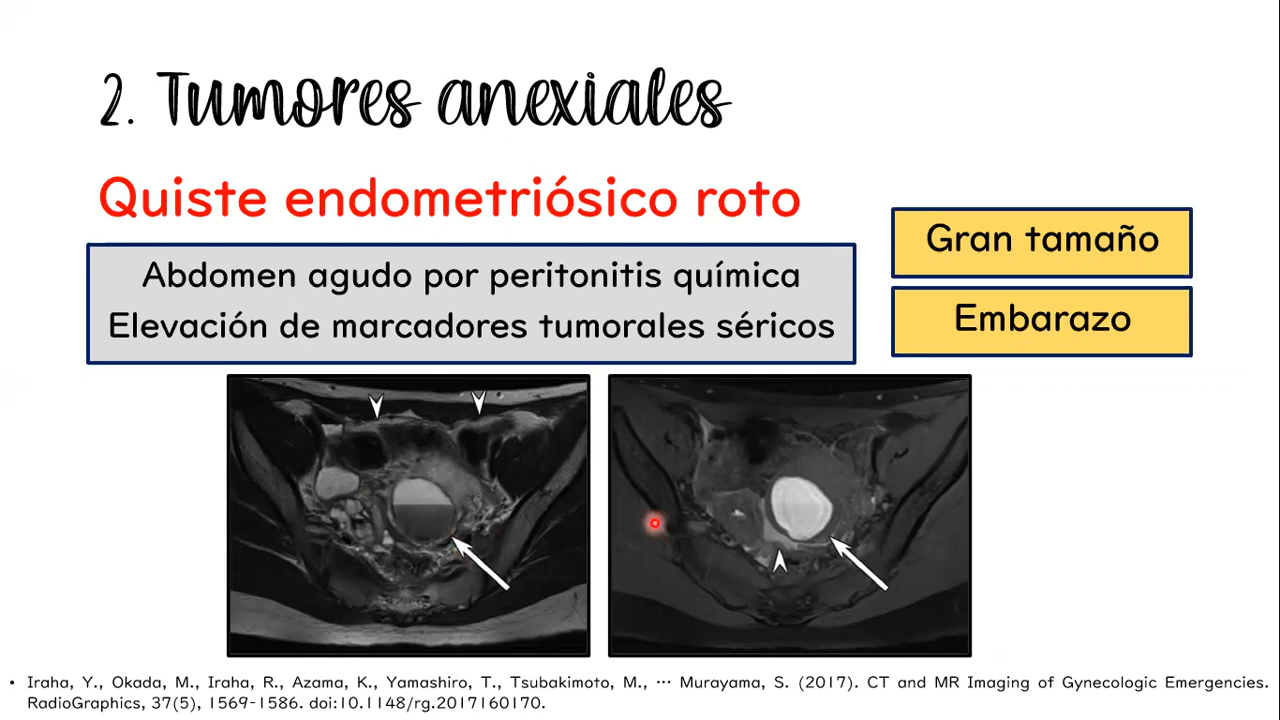 2. Tumores anexiales
Quiste endometriósico roto
Abdomen agudo por peritonitis química
Elevación de marcadores tumorales séricos
Gran tamaño
Embarazo
• Iraha, Y., Okada, M., Iraha, R., Azama, K., Yamashiro, T., Tsubakimoto, M., … Murayama, S. (2017). CT and MR Imaging of Gynecologic Emergencies.
RadioGraphics, 37(5), 1569-1586. doi:10.1148/rg.2017160170.